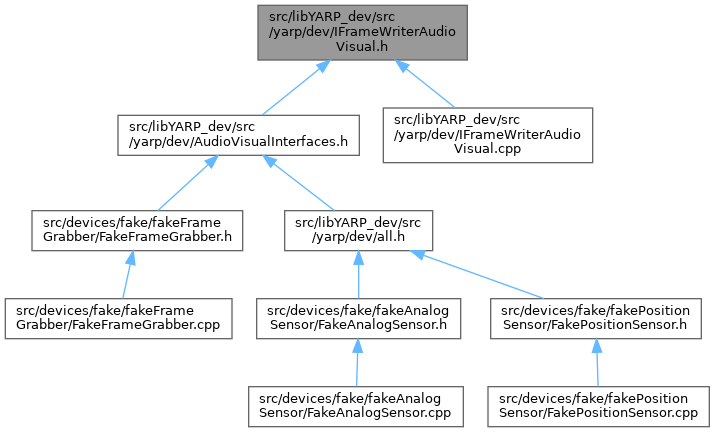 src/libYARP_dev/src
/yarp/dev/IFrameWriterAudio
Visual.h
src/libYARP_dev/src
/yarp/dev/AudioVisualInterfaces.h
src/libYARP_dev/src
/yarp/dev/IFrameWriterAudio
Visual.cpp
src/devices/fake/fakeFrame
Grabber/FakeFrameGrabber.h
src/libYARP_dev/src
/yarp/dev/all.h
src/devices/fake/fakeFrame
Grabber/FakeFrameGrabber.cpp
src/devices/fake/fakeAnalog
Sensor/FakeAnalogSensor.h
src/devices/fake/fakePosition
Sensor/FakePositionSensor.h
src/devices/fake/fakeAnalog
Sensor/FakeAnalogSensor.cpp
src/devices/fake/fakePosition
Sensor/FakePositionSensor.cpp